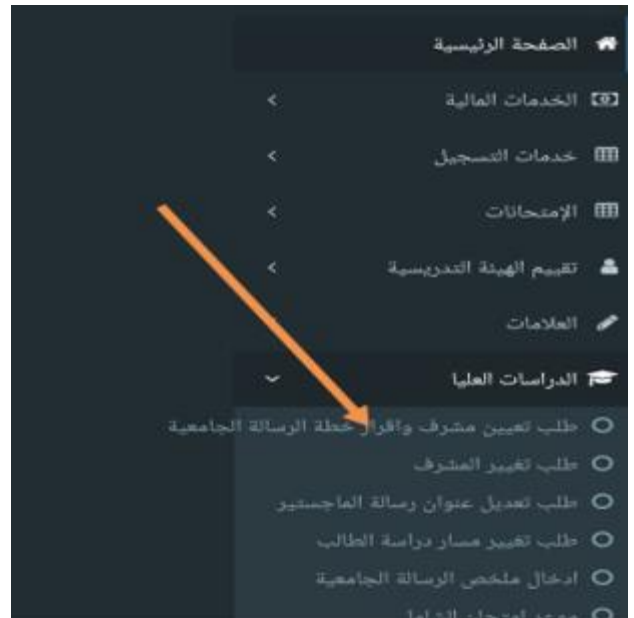 الصفحة الرئيسية
الخدمات المالية
خدمات التسجيل
الإمتحانات
تقييم الهيئة التدريسية
العلامات
الدراسات العليا
طلب تعيين مشرف واقرار خطة الرسالة الجامعية
طلب تغيير المشرف
طلب تعديل عنوان رسالة الماجستير
طلب تغيير مسار دراسة الطالب
ادخال ملخص الرسالة الجامعية